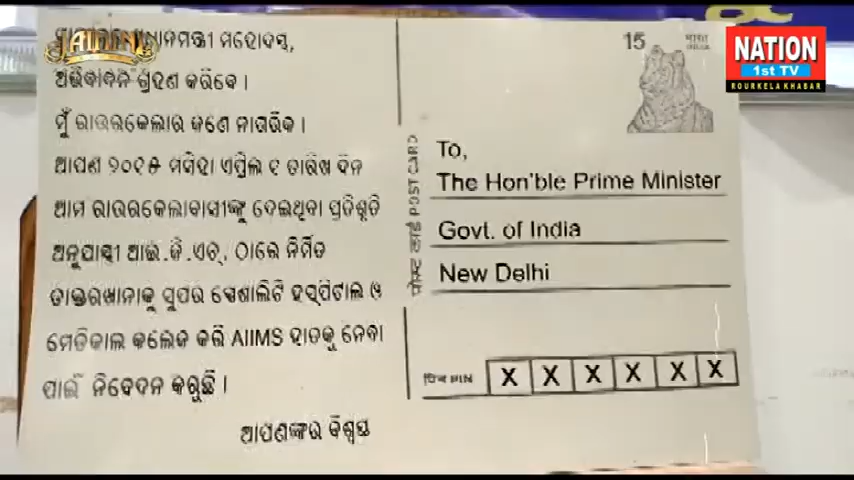 ପ୍ରଧାନମନ୍ତ୍ରୀ ମହୋଦୟ,
ଅଭିବାଦନ ଗ୍ରହଣ କରିବେ ।
ମୁଁ ରାଉରକେଲାର ଜଣେ ନାଗରିକ ।
ଆପଣ ୨୦୧୫ ମସିହା ଏପ୍ରିଲ ୧ ତାରିଖ ଦିନ
ଆମ ରାଉରକେଲାବାସୀଙ୍କୁ ଦେଇଥିବା ପ୍ରତିଶୃତି
ଅନୁଯାୟୀ ଆଇ.ଜି.ଏଚ୍. ଠାରେ ନିର୍ମିତ
ଡାକ୍ତରଖାନାକୁ ସୁପର ସ୍ପେଶାଲିଟି ହସ୍ପିଟାଲ ଓ
ମେଡିକାଲ କଲେଜ କରି AIIMS ହାତକୁ ନେବା
ପାଇଁ ନିବେଦନ କରୁଛି ।
ଆପଣଙ୍କର ବିଶ୍ୱସ୍ତ
POST CARD
15
भारत
INDIA
To,
The Hon'ble Prime Minister
Govt. of India
New Delhi
पिन PIN
X X X X X X
NATION
1st TV
ROURKELA KHABAR